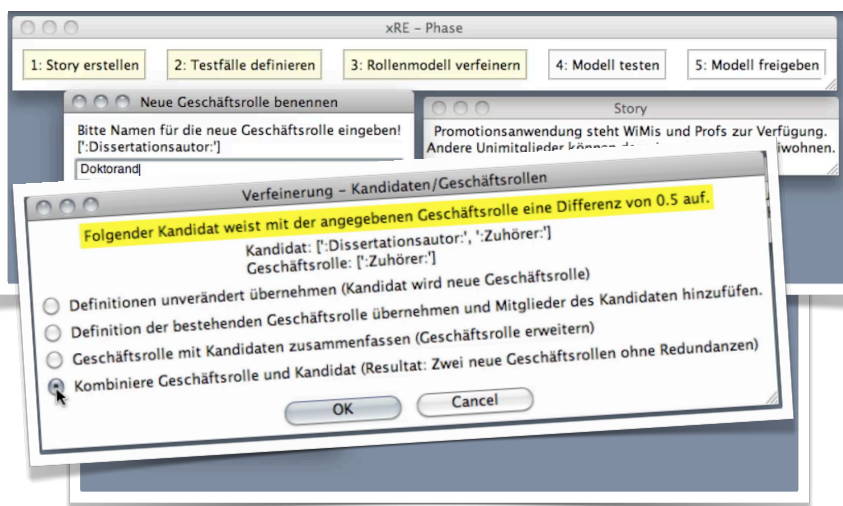 xRE – Phase
1: Story erstellen
2: Testfälle definieren
3: Rollenmodell verfeinern
4: Modell testen
5: Modell freigeben
Neue Geschäftsrolle benennen
Bitte Namen für die neue Geschäftsrolle eingeben!
[':Dissertationsautor:']
Doktorand
Story
Promotionsanwendung steht WiMis und Profs zur Verfügung.
Andere Unimitglieder können iwohnen.
Verfeinerung – Kandidaten/Geschäftsrollen
Folgender Kandidat weist mit der angegebenen Geschäftsrolle eine Differenz von 0.5 auf.
Kandidat: [':Dissertationsautor:', ':Zuhörer:']
Geschäftsrolle: [':Zuhörer:']
Definitionen unverändert übernehmen (Kandidat wird neue Geschäftsrolle)
Definition der bestehenden Geschäftsrolle übernehmen und Mitglieder des Kandidaten hinzufüfen.
Geschäftsrolle mit Kandidaten zusammenfassen (Geschäftsrolle erweitern)
Kombiniere Geschäftsrolle und Kandidat (Resultat: Zwei neue Geschäftsrollen ohne Redundanzen)
OK
Cancel